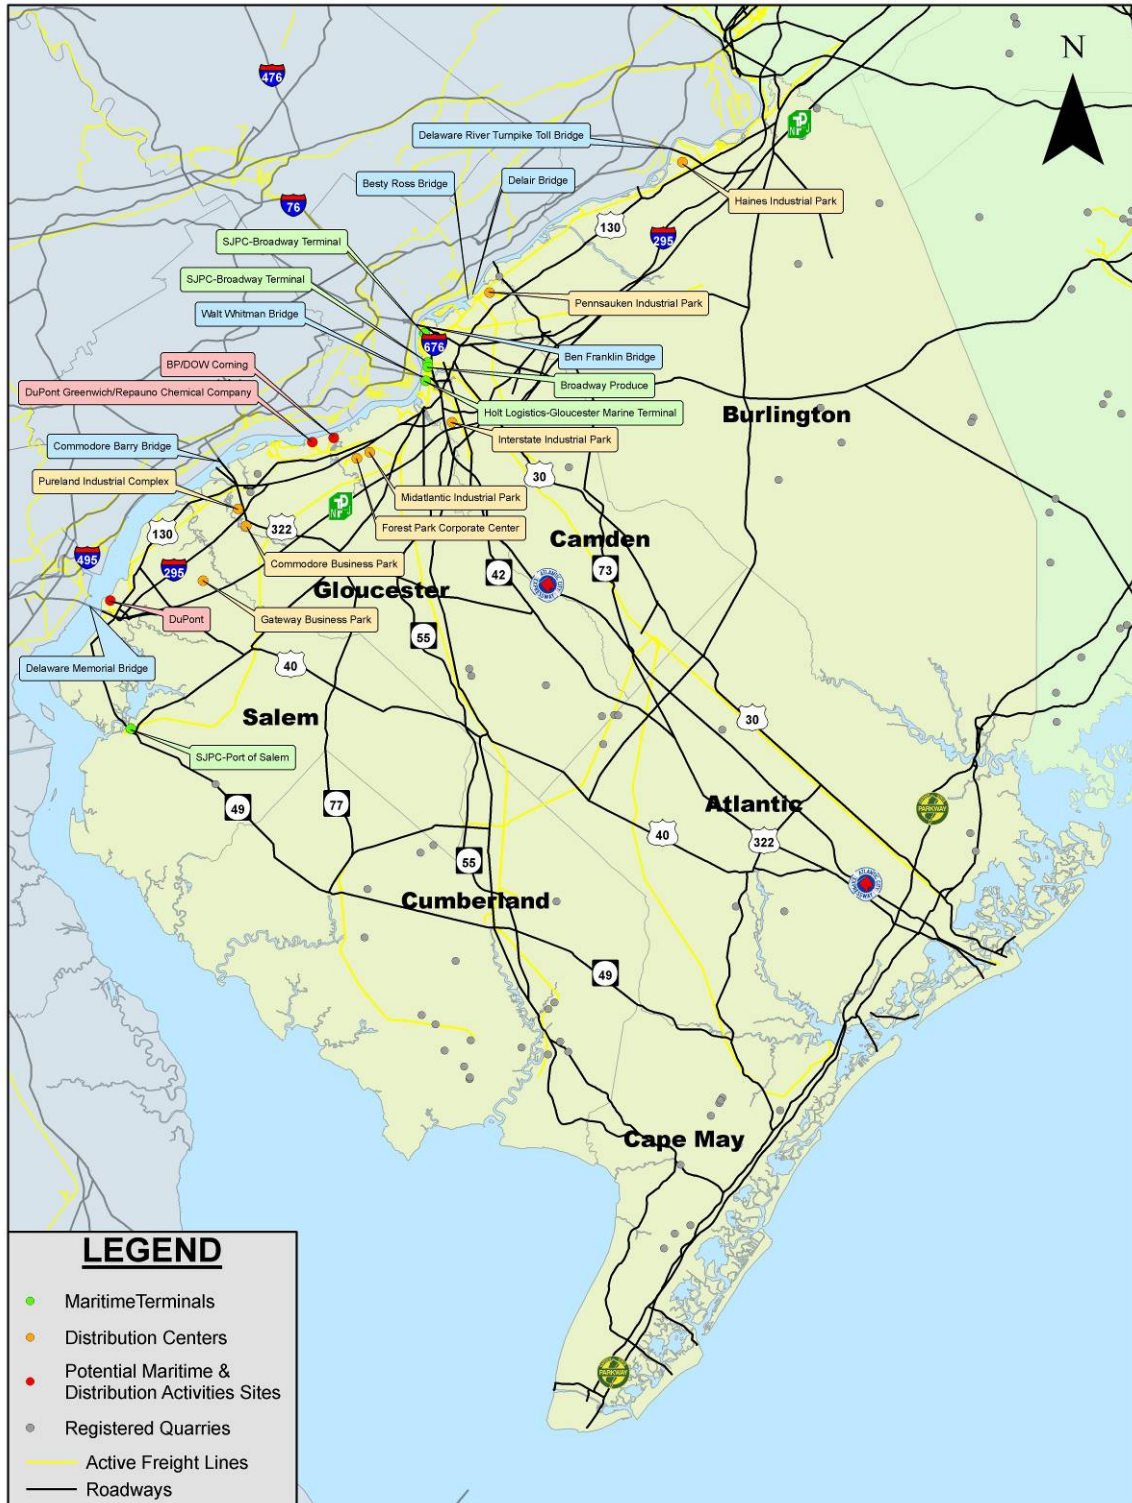 N
476
Delaware River Turnpike Toll Bridge
Besty Ross Bridge
Delair Bridge
Haines Industrial Park
76
130
295
SJPC-Broadway Terminal
SJPC-Broadway Terminal
Walt Whitman Bridge
Pennsauken Industrial Park
676
Ben Franklin Bridge
BP/DOW Corning
Broadway Produce
DuPont Greenwich/Repauno Chemical Company
Holt Logistics-Gloucester Marine Terminal
Burlington
Commodore Barry Bridge
Interstate Industrial Park
Pureland Industrial Complex
30
Midatlantic Industrial Park
322
Forest Park Corporate Center
130
Camden
495
295
Commodore Business Park
42
73
Gloucester
DuPont
Gateway Business Park
55
Delaware Memorial Bridge
40
Salem
30
SJPC-Port of Salem
49
77
Atlantic
PARKWAY
40
322
55
Cumberland
ATLANTIC CITY
EXPRESSWAY
49
Cape May
PARKWAY
LEGEND
MaritimeTerminals
Distribution Centers
Potential Maritime &
Distribution Activities Sites
Registered Quarries
Active Freight Lines
Roadways